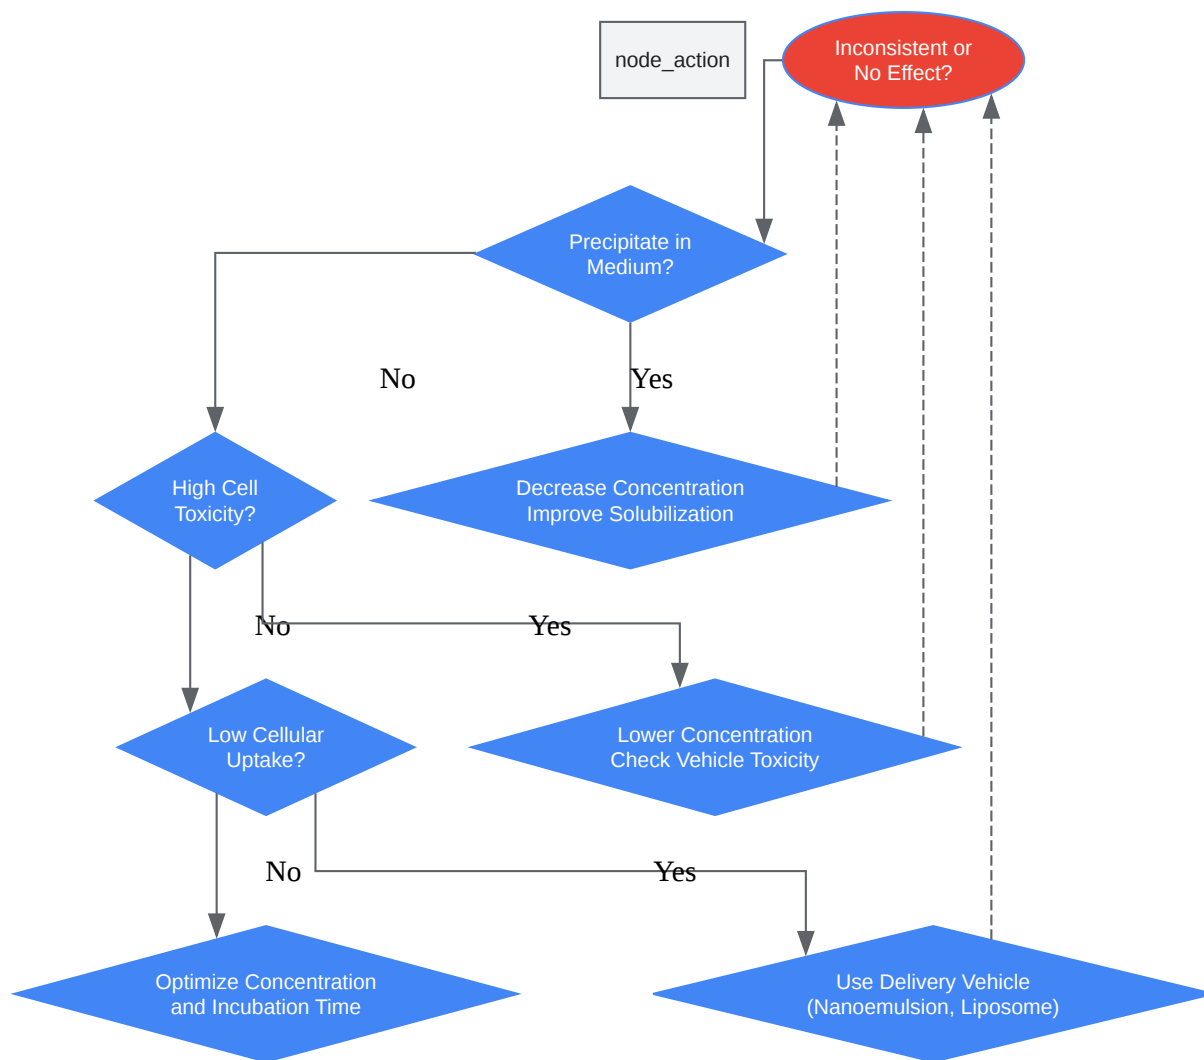 node_action
Inconsistent or
No Effect?
Precipitate in
Medium?
No
Yes
High Cell
Toxicity?
Decrease Concentration
Improve Solubilization
No
Yes
Low Cellular
Uptake?
Lower Concentration
Check Vehicle Toxicity
No
Yes
Optimize Concentration
and Incubation Time
Use Delivery Vehicle
(Nanoemulsion, Liposome)